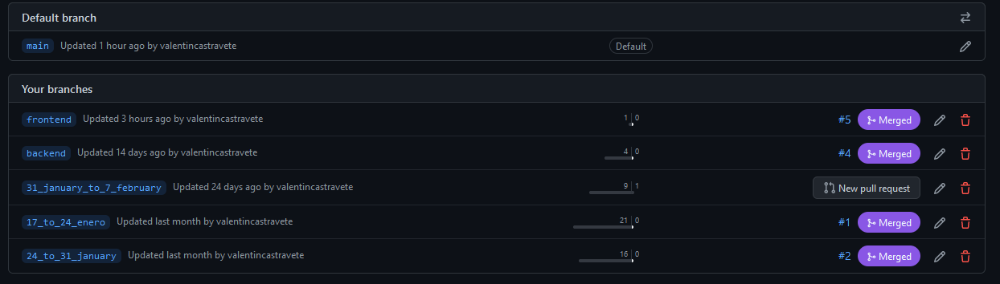 Default branch
main Updated 1 hour ago by valentincastravete Default
Your branches
frontend Updated 3 hours ago by valentincastravete 1 0 #5 Merged
backend Updated 14 days ago by valentincastravete 4 0 #4 Merged
31_january_to_7_february Updated 24 days ago by valentincastravete 9 1 New pull request
17_to_24_enero Updated last month by valentincastravete 21 0 #1 Merged
24_to_31_january Updated last month by valentincastravete 16 0 #2 Merged